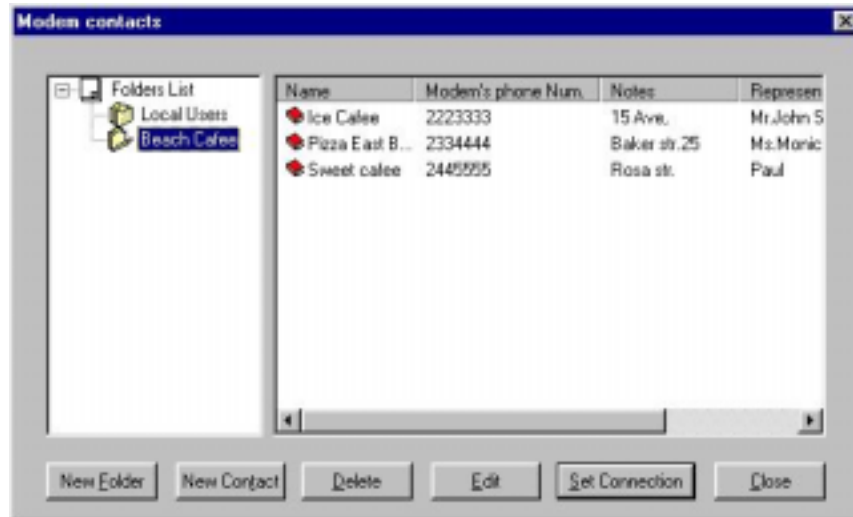 Modem contacts
Folders List
Local Users
Beach Cafee
Name Modem's phone Num. Notes Represen
Ice Cafee 2223333 15 Ave, Mr.John S
Pizza East B... 2334444 Baker str.25 Ms.Monic
Sweet cafee 2445555 Rosa str. Paul
New Folder New Contact Delete Edit Set Connection Close